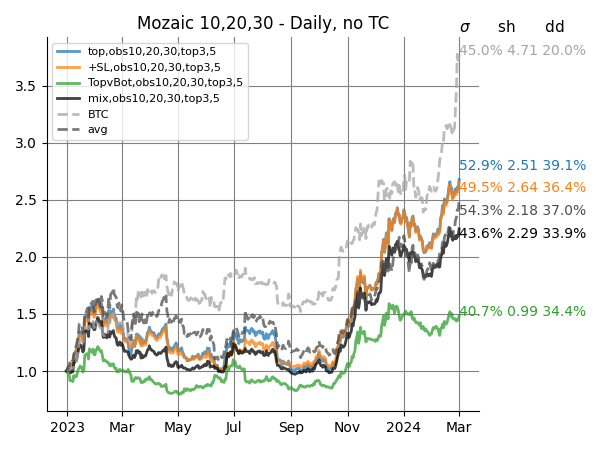 Mozaic 10,20,30 - Daily, no TC
σ sh dd
top,obs10,20,30,top3,5
+SL,obs10,20,30,top3,5
TopvBot,obs10,20,30,top3,5
mix,obs10,20,30,top3,5
BTC
avg
45.0% 4.71 20.0%
52.9% 2.51 39.1%
49.5% 2.64 36.4%
54.3% 2.18 37.0%
43.6% 2.29 33.9%
40.7% 0.99 34.4%
3.5
3.0
2.5
2.0
1.5
1.0
2023 Mar May Jul Sep Nov 2024 Mar